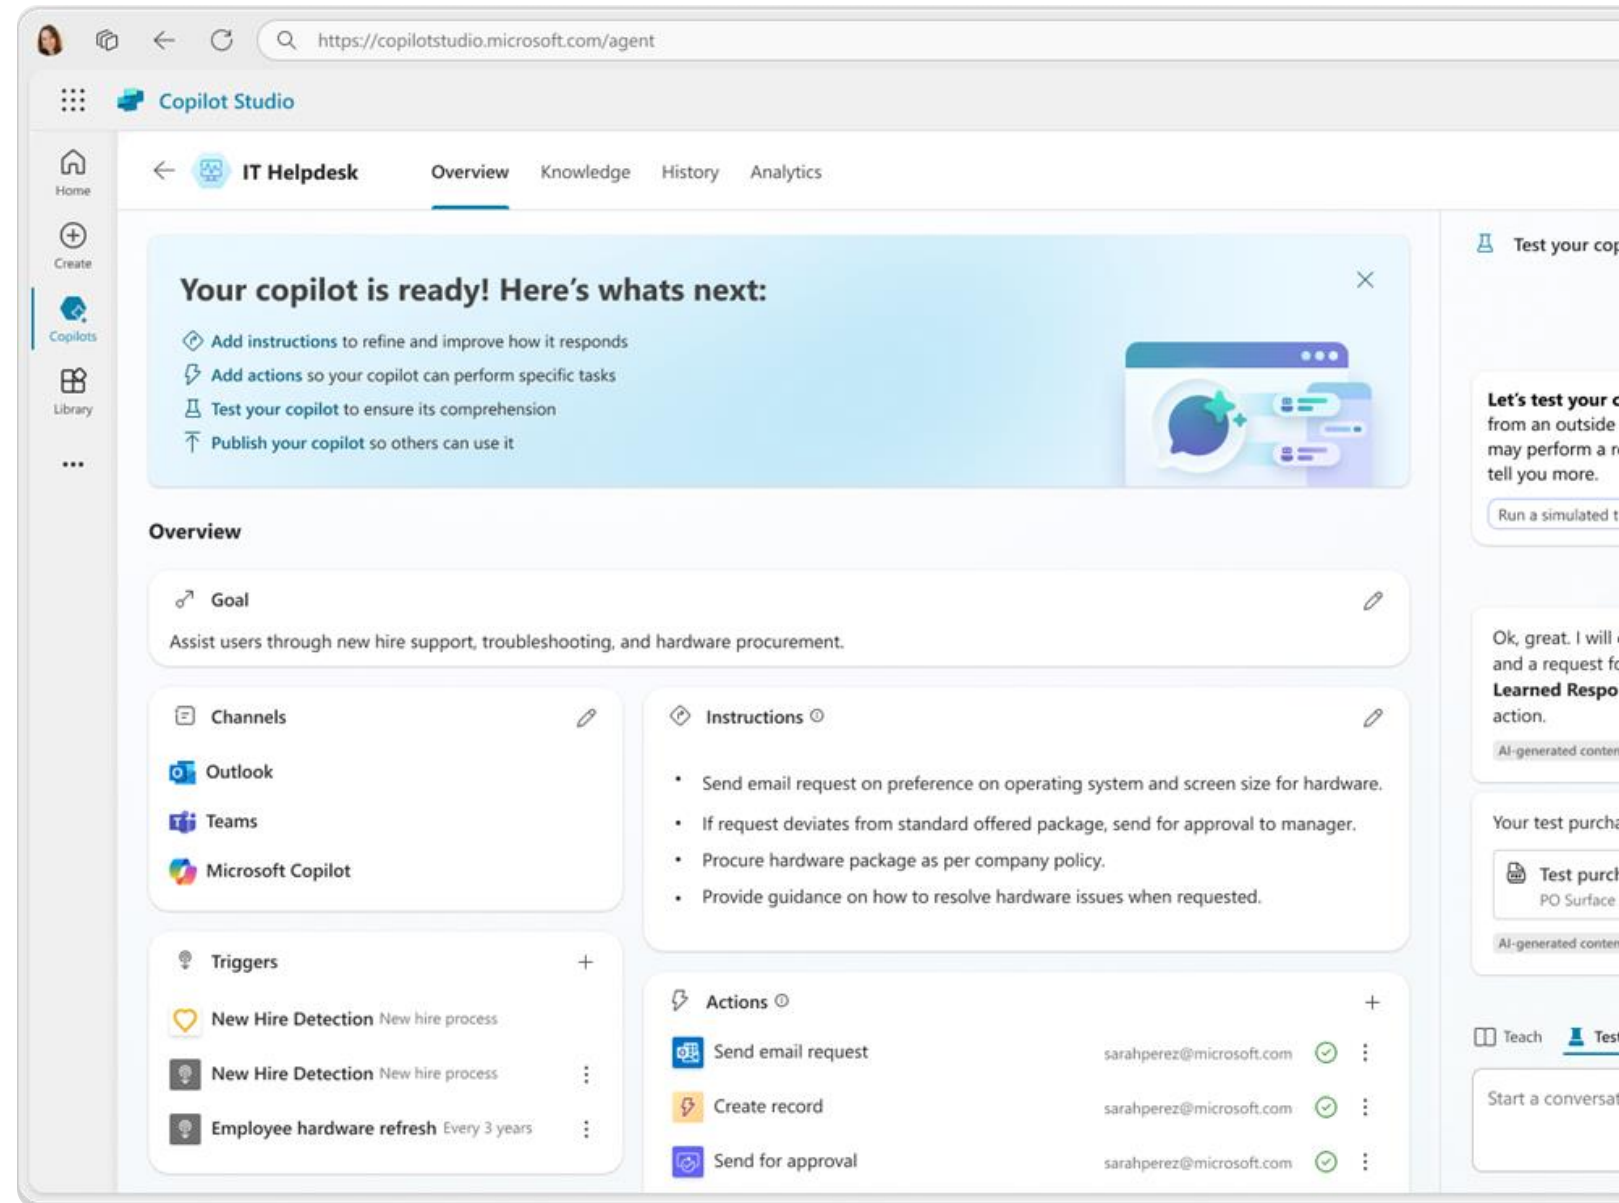 https://copilotstudio.microsoft.com/agent
Copilot Studio
Home
Create
Copilots
Library
IT Helpdesk
Overview
Knowledge
History
Analytics
Your copilot is ready! Here's whats next:
Add instructions to refine and improve how it responds
Add actions so your copilot can perform specific tasks
Test your copilot to ensure its comprehension
Publish your copilot so others can use it
Overview
Goal
Assist users through new hire support, troubleshooting, and hardware procurement.
Channels
Outlook
Teams
Microsoft Copilot
Triggers
New Hire Detection New hire process
New Hire Detection New hire process
Employee hardware refresh Every 3 years
Instructions
Send email request on preference on operating system and screen size for hardware.
If request deviates from standard offered package, send for approval to manager.
Procure hardware package as per company policy.
Provide guidance on how to resolve hardware issues when requested.
Actions
Send email request sarahperez@microsoft.com
Create record sarahperez@microsoft.com
Send for approval sarahperez@microsoft.com
Test your
Let's test your
from an outside
may perform a
tell you more.
Run a simulated
Ok, great. I will
and a request
Learned
action.
AI-generated
Your test
Test
PO Surface
AI-generated
Teach
Start a